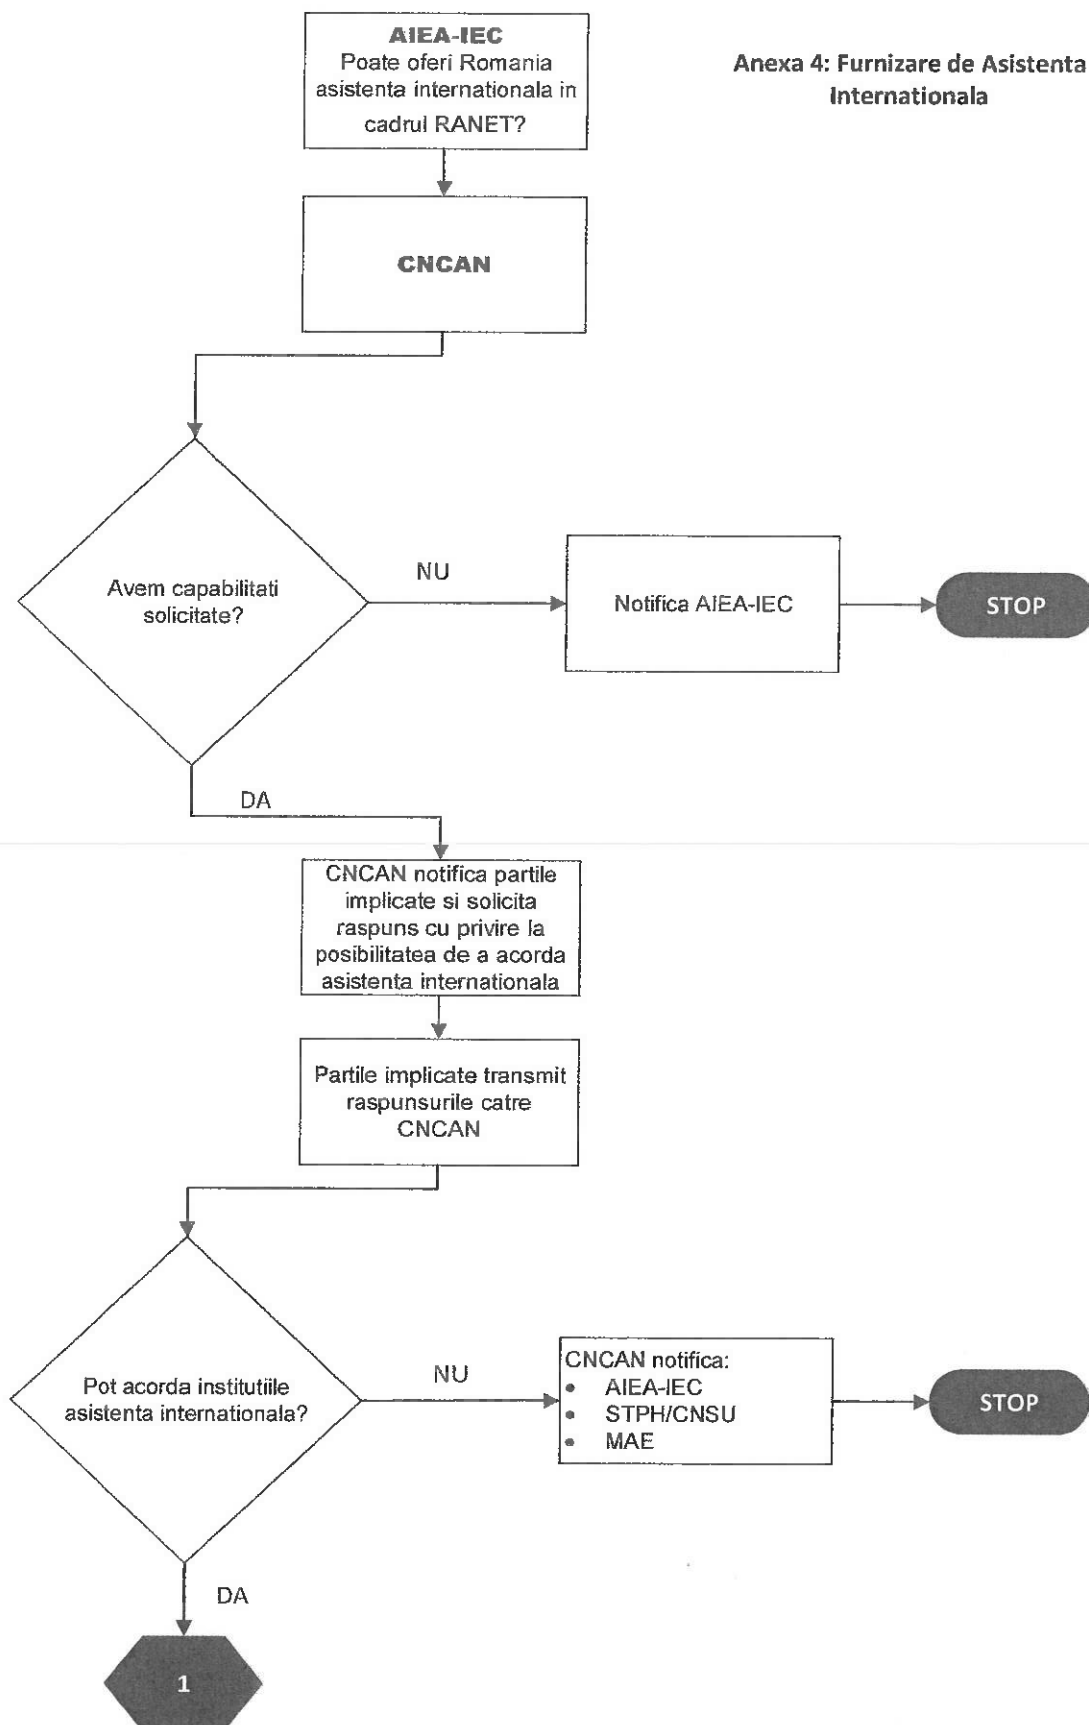 AIEA-IEC
Poate oferi Romania
asistenta internationala in
cadrul RANET?
Anexa 4: Furnizare de Asistenta
Internationala
CNCAN
Avem capabilitati
solicitate?
NU
Notifica AIEA-IEC
STOP
DA
CNCAN notifica partile
implicate si solicita
raspuns cu privire la
posibilitatea de a acorda
asistenta internationala
Partile implicate transmit
raspunsurile catre
CNCAN
Pot acorda institutiile
asistenta internationala?
NU
CNCAN notifica:
• AIEA-IEC
• STPH/CNSU
• MAE
STOP
DA
1